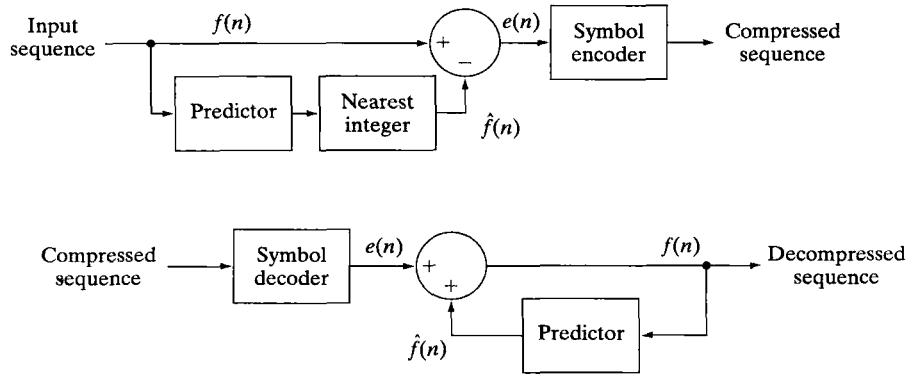 Input
sequence
f(n)
+
−
e(n)
Symbol
encoder
Compressed
sequence
Predictor
Nearest
integer
f̂(n)
Compressed
sequence
Symbol
decoder
e(n)
+
+
f(n)
Decompressed
sequence
f̂(n)
Predictor